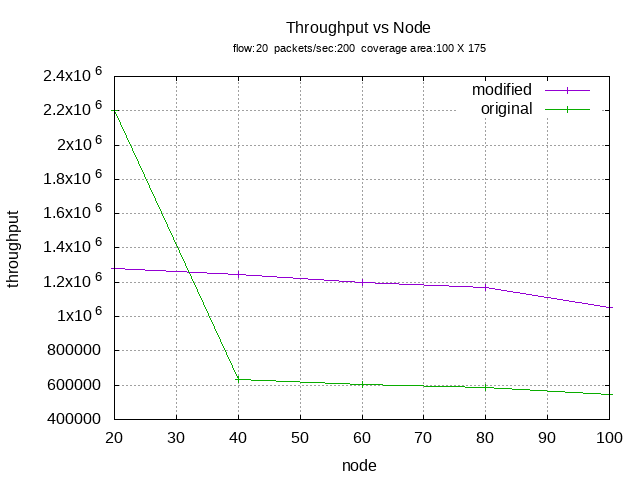 Throughput vs Node
flow:20 packets/sec:200 coverage area:100 X 175
2.4x10 6
2.2x10 6
2x10 6
1.8x10 6
1.6x10 6
1.4x10 6
1.2x10 6
1x10 6
800000
600000
400000
throughput
modified
original
20 30 40 50 60 70 80 90 100
node